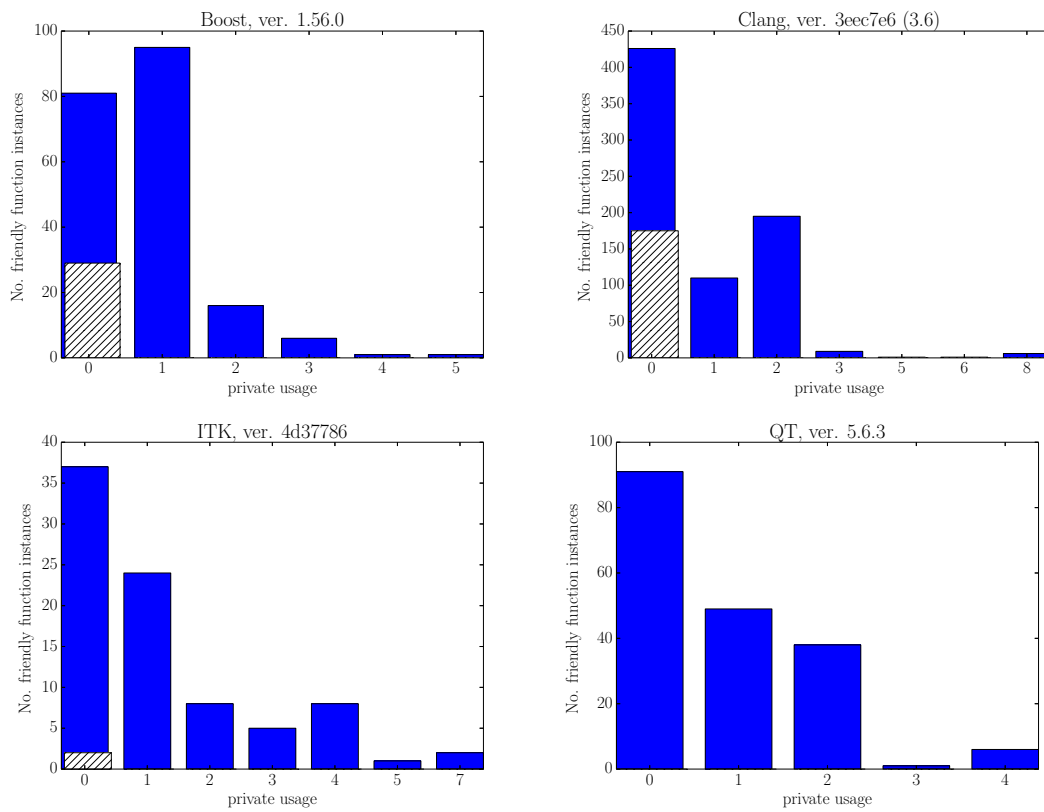 Boost, ver. 1.56.0
100
80
60
40
20
0
No. friendly function instances
0 1 2 3 4 5
private usage
Clang, ver. 3eec7e6 (3.6)
450
400
350
300
250
200
150
100
50
0
No. friendly function instances
0 1 2 3 5 6 8
private usage
ITK, ver. 4d37786
40
35
30
25
20
15
10
5
0
No. friendly function instances
0 1 2 3 4 5 7
private usage
QT, ver. 5.6.3
100
80
60
40
20
0
No. friendly function instances
0 1 2 3 4
private usage